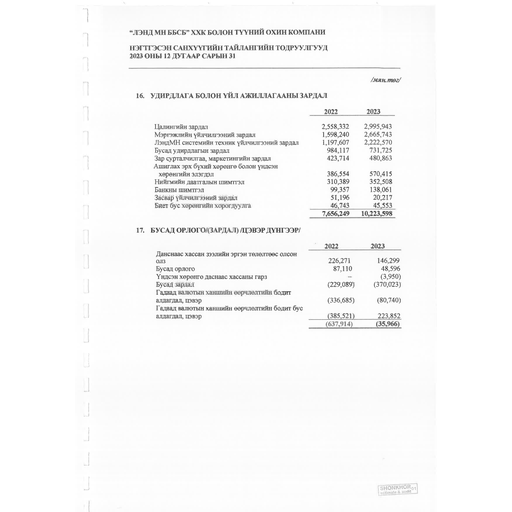 “ЛЭНД МН ББСБ” ХХК БОЛОН ТҮҮНИЙ ОХИН КОМПАНИ
НЭГТГЭСЭН САНХҮҮГИЙН ТАЙЛАНГИЙН ТОДРУУЛГУУД
2023 ОНЫ 12 ДУГААР САРЫН 31
/мян.төг/
16. УДИРДЛАГА БОЛОН ҮЙЛ АЖИЛЛАГААНЫ ЗАРДАЛ
2022 2023
Цалингийн зардал 2,558,332 2,995,943
Мэргэжлийн үйлчилгээний зардал 1,598,240 2,665,743
ЛэндМН системийн техник үйлчилгээний зардал 1,197,607 2,222,570
Бусад удирдлагын зардал 984,117 731,725
Зар сурталчилгаа, маркетингийн зардал 423,714 480,863
Ашиглах эрх бүхий хөрөнгө болон үндсэн
хөрөнгийн элэгдэл 386,554 570,415
Нийгмийн даатгалын шимтгэл 310,389 352,508
Банкны шимтгэл 99,357 138,061
Засвар үйлчилгээний зардал 51,196 20,217
Биет бус хөрөнгийн хорогдуулга 46,743 45,553
7,656,249 10,223,598
17. БУСАД ОРЛОГО/(ЗАРДАЛ) /ЦЭВЭР ДҮНГЭЭР/
2022 2023
Данснаас хассан зээлийн эргэн төлөлтөөс олсон
олз 226,271 146,299
Бусад орлого 87,110 48,596
Үндсэн хөрөнгө данснаас хассаны гарз – (3,950)
Бусад зардал (229,089) (370,023)
Гадаад валютын ханшийн өөрчлөлтийн бодит
алдагдал, цэвэр (336,685) (80,740)
Гадаад валютын ханшийн өөрчлөлтийн бодит бус
алдагдал, цэвэр (385,521) 223,852
(637,914) (35,966)